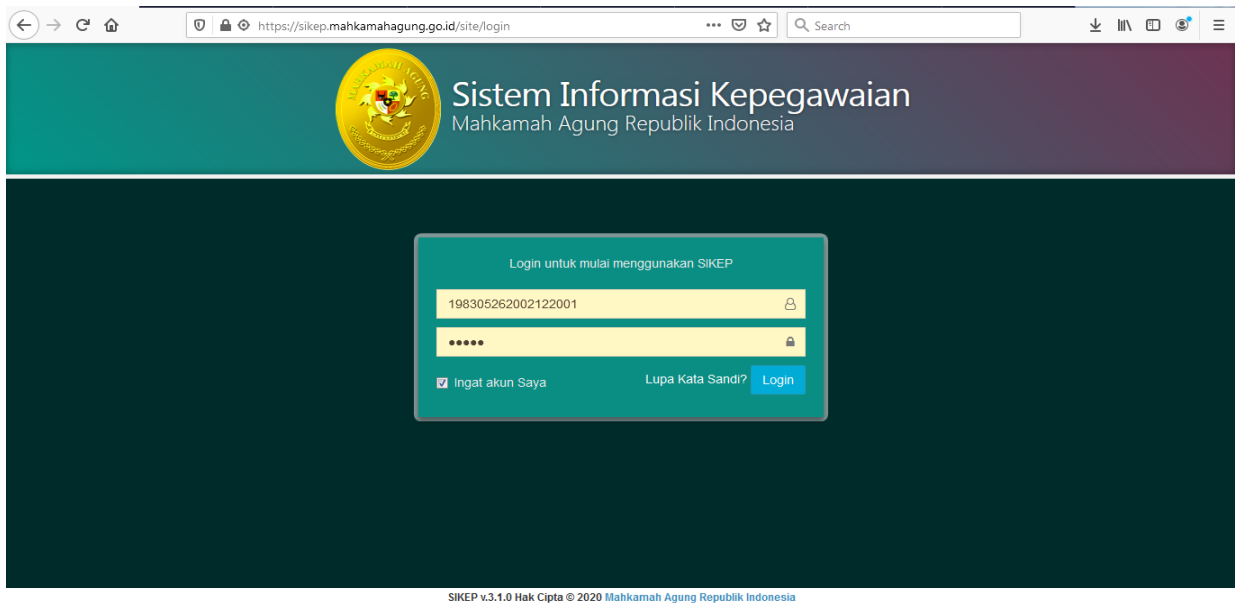 https://sikep.mahkamahagung.go.id/site/login
Search
MAHKAMAH AGUNG
Sistem Informasi Kepegawaian
Mahkamah Agung Republik Indonesia
Login untuk mulai menggunakan SIKEP
198305262002122001
•••••
Ingat akun Saya
Lupa Kata Sandi? Login
SIKEP v.3.1.0 Hak Cipta © 2020 Mahkamah Agung Republik Indonesia